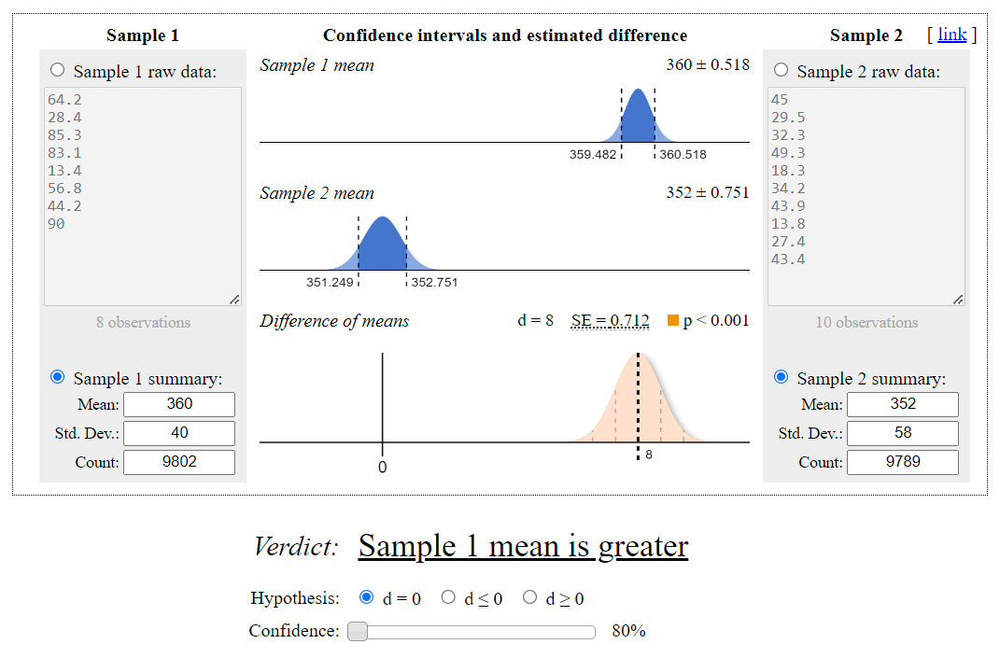 Sample 1
Confidence intervals and estimated difference
Sample 2 [ link ]
Sample 1 raw data:
64.2
28.4
85.3
83.1
13.4
56.8
44.2
90
8 observations
Sample 1 summary:
Mean: 360
Std. Dev.: 40
Count: 9802
Sample 1 mean 360 ± 0.518
359.482 360.518
Sample 2 mean 352 ± 0.751
351.249 352.751
Difference of means d = 8 SE = 0.712 p < 0.001
0 8
Sample 2 raw data:
45
29.5
32.3
49.3
18.3
34.2
43.9
13.8
27.4
43.4
10 observations
Sample 2 summary:
Mean: 352
Std. Dev.: 58
Count: 9789
Verdict: Sample 1 mean is greater
Hypothesis: d = 0 d ≤ 0 d ≥ 0
Confidence: 80%